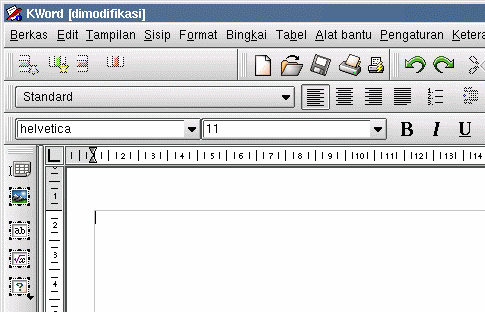 KWord [dimodifikasi]
Berkas Edit Tampilan Sisip Format Bingkai Tabel Alat bantu Pengaturan Ketera
Standard
helvetica 11 B I U
1 2 3 4 5 6 7 8 9 10 11 12 13 14
ab
√x
?
1
2
3
4